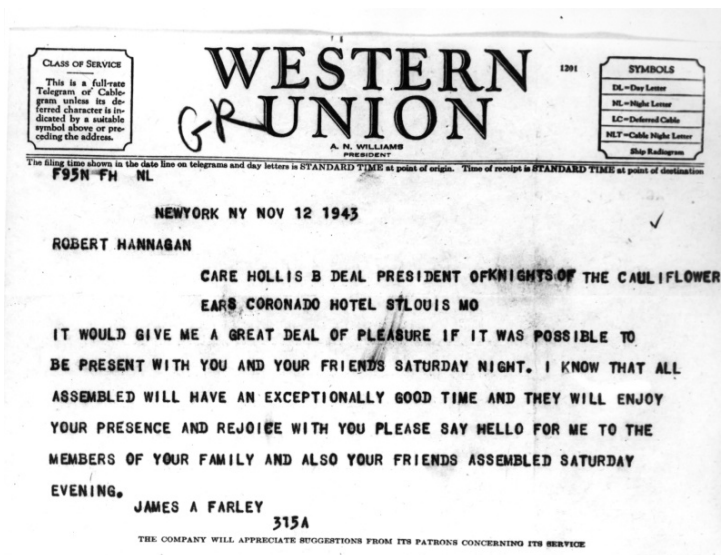 CLASS OF SERVICE
This is a full-rate
Telegram or Cable-
gram unless its de-
ferred character is in-
dicated by a suitable
symbol above or pre-
ceding the address.
WESTERN
UNION
GR
A. N. WILLIAMS
PRESIDENT
1201
SYMBOLS
DL=Day Letter
NL=Night Letter
LC=Deferred Cable
NLT=Cable Night Letter
Ship Radiogram
The filing time shown in the date line on telegrams and day letters is STANDARD TIME at point of origin. Time of receipt is STANDARD TIME at point of destination
F95N FH NL
NEWYORK NY NOV 12 1943
ROBERT HANNAGAN
CARE HOLLIS B DEAL PRESIDENT OFKNIGHTS OF THE CAULIFLOWER
EARS CORONADO HOTEL STLOUIS MO
IT WOULD GIVE ME A GREAT DEAL OF PLEASURE IF IT WAS POSSIBLE TO
BE PRESENT WITH YOU AND YOUR FRIENDS SATURDAY NIGHT. I KNOW THAT ALL
ASSEMBLED WILL HAVE AN EXCEPTIONALLY GOOD TIME AND THEY WILL ENJOY
YOUR PRESENCE AND REJOICE WITH YOU PLEASE SAY HELLO FOR ME TO THE
MEMBERS OF YOUR FAMILY AND ALSO YOUR FRIENDS ASSEMBLED SATURDAY
EVENING.
JAMES A FARLEY
315A
THE COMPANY WILL APPRECIATE SUGGESTIONS FROM ITS PATRONS CONCERNING ITS SERVICE